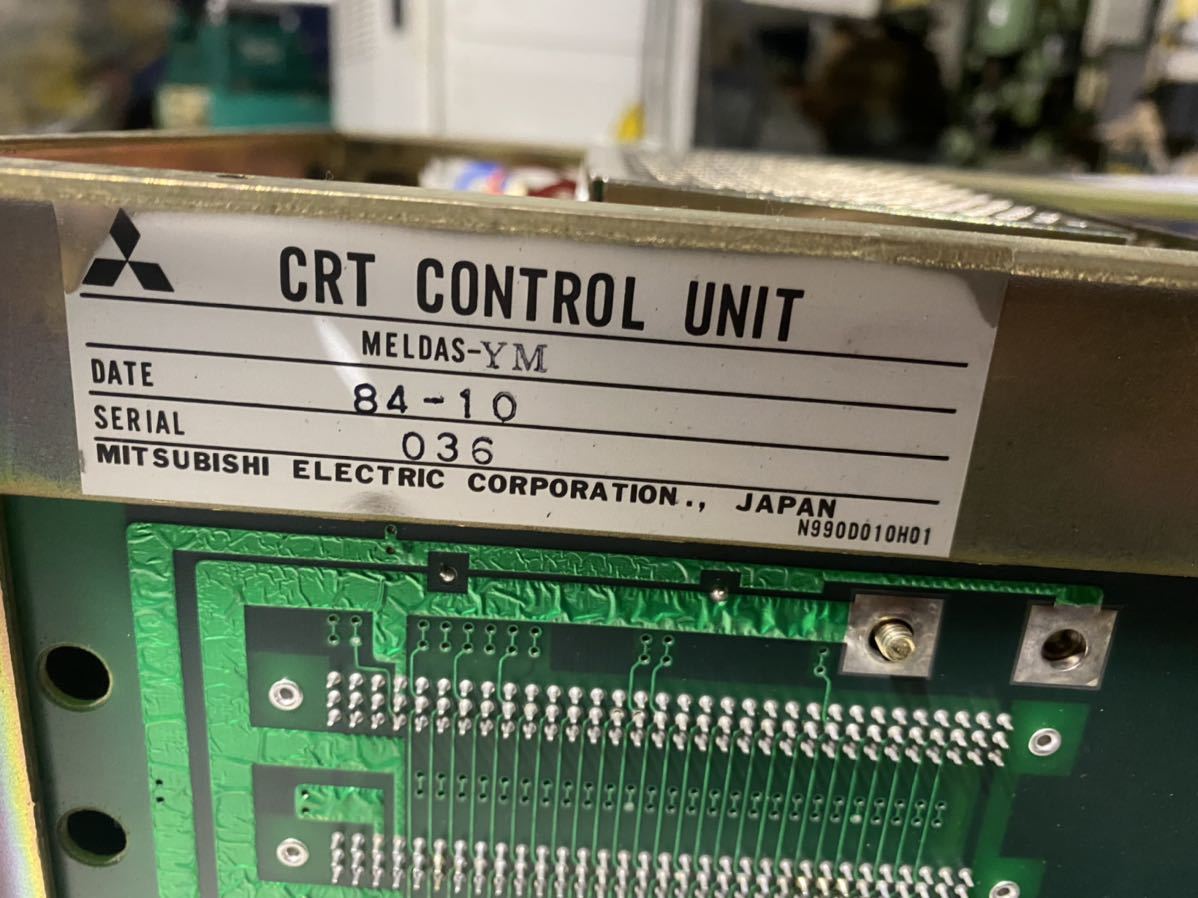 CRT CONTROL UNIT
MELDAS-YM
DATE 84-10
SERIAL 036
MITSUBISHI ELECTRIC CORPORATION., JAPAN
N990D010H01